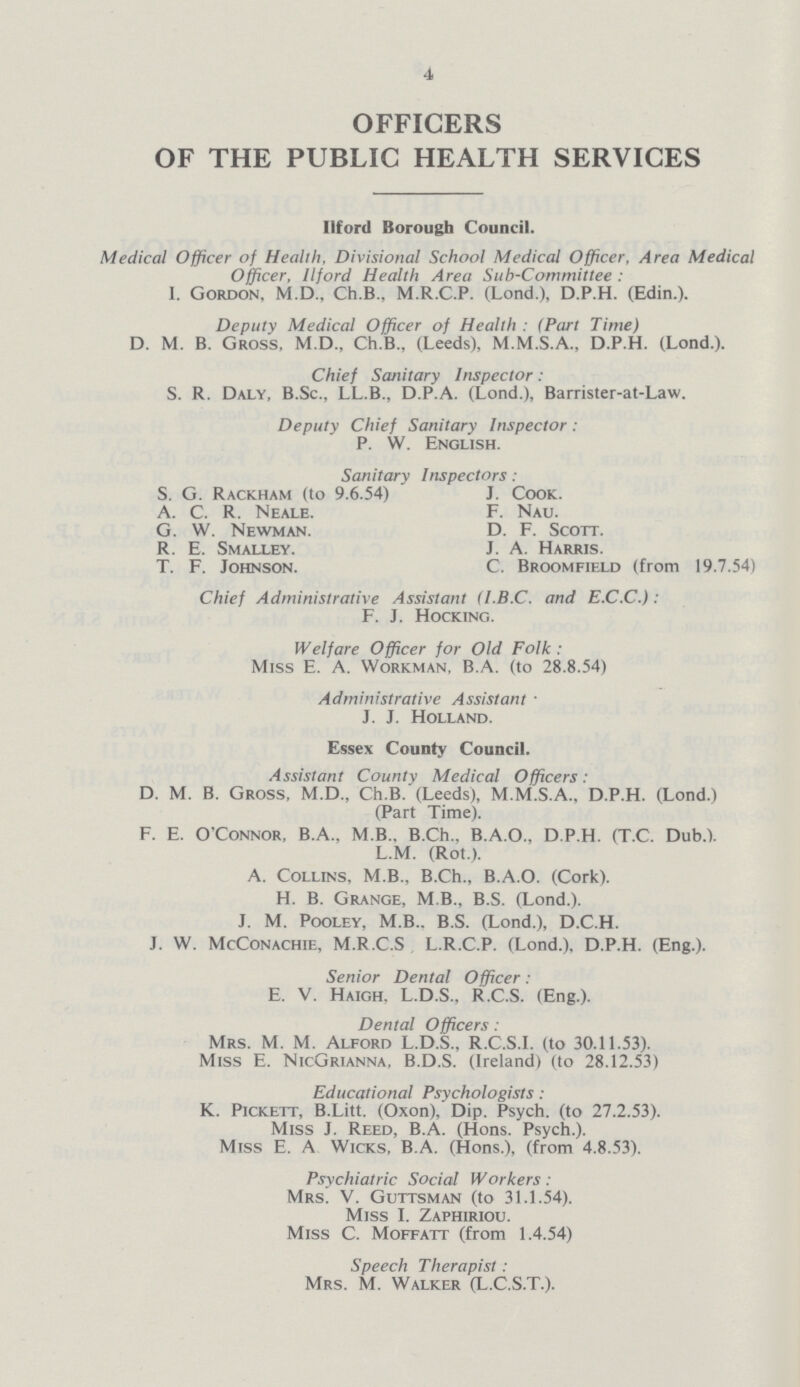 4
OFFICERS
OF THE PUBLIC HEALTH SERVICES
Ilford Borough Council.
Medical Officer of Health, Divisional School Medical Officer, Area Medical
Officer, Ilford Health Area Sub-Committee :
I. GORDON, M.D., Ch.B., M.R.C.P. (Lond.), D.P.H. (Edin.).
Deputy Medical Officer of Health : (Part Time)
D. M. B. GROSS, M.D., Ch.B., (Leeds), M.M.S.A., D.P.H. (Lond.).
Chief Sanitary Inspector :
S. R. DALY, B.Sc., LL.B., D.P.A. (Lond.), Barrister-at-Law.
Deputy Chief Sanitary Inspector :
P. W. ENGLISH.
Sanitary Inspectors :
S. G. RACKHAM (to 9.6.54) J. COOK.
A. C. R. NEALE. F. NAU.
G. W. NEWMAN. D. F. SCOTT.
R. E. SMALLEY. J. A. HARRIS.
T. F. JOHNSON. C. BROOMFIELD (from 19.7.54)
Chief Administrative Assistant (I.B.C. and E.C.C.) :
F. J. HOCKING.
Welfare Officer for Old Folk :
MISS E. A. WORKMAN, B.A. (to 28.8.54)
Administrative Assistant ·
J. J. HOLLAND.
Essex County Council.
Assistant County Medical Officers :
D. M. B. GROSS, M.D., Ch.B. (Leeds), M.M.S.A., D.P.H. (Lond.)
(Part Time).
F. E. O'CONNOR, B.A., M.B., B.Ch., B.A.O., D.P.H. (T.C. Dub.).
L.M. (Rot.).
A. COLLINS, M.B., B.Ch., B.A.O. (Cork).
H. B. GRANGE, M.B., B.S. (Lond.).
J. M. POOLEY, M.B., B.S. (Lond.), D.C.H.
J. W. MCCONACHIE, M.R.C.S , L.R.C.P. (Lond.), D.P.H. (Eng.).
Senior Dental Officer :
E. V. HAIGH, L.D.S., R.C.S. (Eng.).
Dental Officers :
MRS. M. M. ALFORD L.D.S., R.C.S.I. (to 30.11.53).
MISS E. NICGRIANNA, B.D.S. (Ireland) (to 28.12.53)
Educational Psychologists :
K. PICKETT, B.Litt. (Oxon), Dip. Psych. (to 27.2.53).
MISS J. REED, B.A. (Hons. Psych.).
MISS E. A WICKS, B.A. (Hons.), (from 4.8.53).
Psychiatric Social Workers :
MRS. V. GUTTSMAN (to 31.1.54).
MISS I. ZAPHIRIOU.
MISS C. MOFFATT (from 1.4.54)
Speech Therapist :
MRS. M. WALKER (L.C.S.T.).